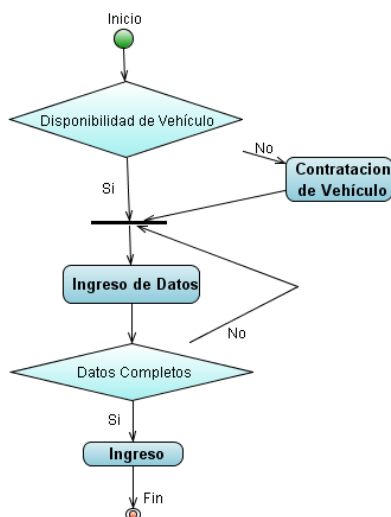 Inicio
Disponibilidad de Vehículo
No
Contratacion
de Vehículo
Si
Ingreso de Datos
No
Datos Completos
Si
Ingreso
Fin